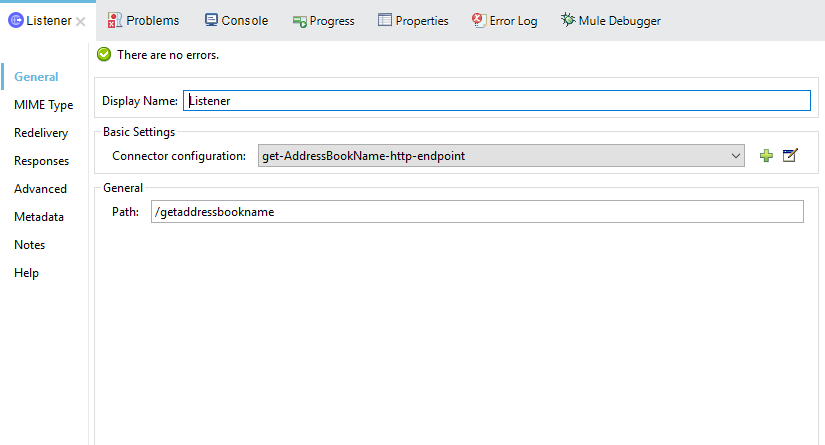 Listener Problems Console Progress Properties Error Log Mule Debugger
There are no errors.
General
MIME Type
Redelivery
Responses
Advanced
Metadata
Notes
Help
Display Name: Listener
Basic Settings
Connector configuration: get-AddressBookName-http-endpoint
General
Path: /getaddressbookname